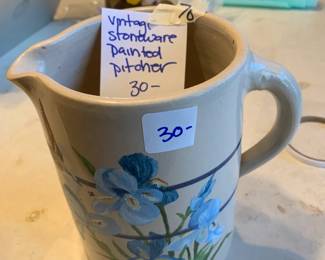 vintage
stoneware
painted
pitcher
30-
30-